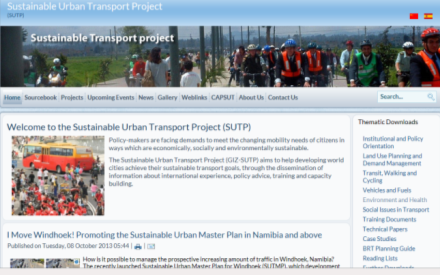 Sustainable Urban Transport Project
(SUTP)
Sustainable Transport project
Home Sourcebook Projects Upcoming Events News Gallery Weblinks CAPSUT About Us Contact Us
Search...
Welcome to the Sustainable Urban Transport Project (SUTP)
Policy-makers are facing demands to meet the changing mobility needs of citizens in
ways which are economically, socially and environmentally sustainable.
The Sustainable Urban Transport Project (GIZ-SUTP) aims to help developing world
cities achieve their sustainable transport goals, through the dissemination of
information about international experience, policy advice, training and capacity
building.
I Move Windhoek! Promoting the Sustainable Urban Master Plan in Namibia and above
Published on Tuesday, 08 October 2013 05:44
How is it possible to manage the prospective increasing amount of traffic in Windhoek, Namibia?
The recently launched Sustainable Urban Master Plan for Windhoek (SUTMP), which development
Thematic Downloads
Institutional and Policy
Orientation
Land Use Planning and
Demand Management
Transit, Walking and
Cycling
Vehicles and Fuels
Environment and Health
Social Issues in Transport
Training Documents
Technical Papers
Case Studies
BRT Planning Guide
Reading Lists